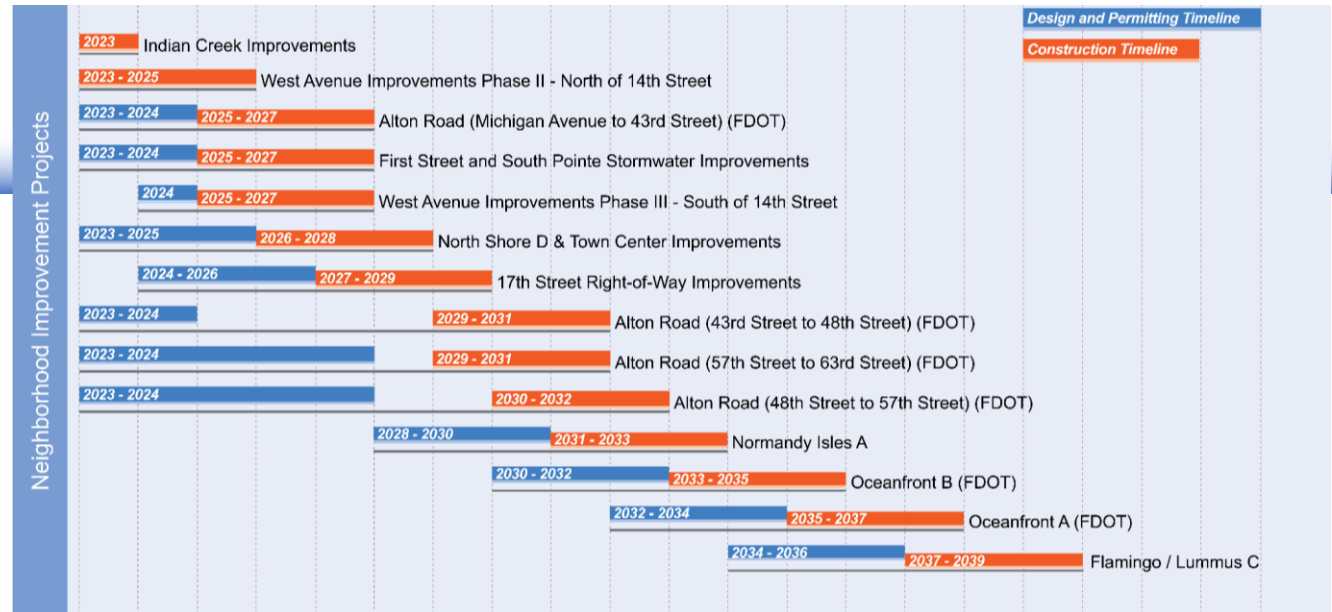 Neighborhood Improvement Projects
Design and Permitting Timeline
Construction Timeline
2023 Indian Creek Improvements
2023 - 2025 West Avenue Improvements Phase II - North of 14th Street
2023 - 2024 2025 - 2027 Alton Road (Michigan Avenue to 43rd Street) (FDOT)
2023 - 2024 2025 - 2027 First Street and South Pointe Stormwater Improvements
2024 2025 - 2027 West Avenue Improvements Phase III - South of 14th Street
2023 - 2025 2026 - 2028 North Shore D & Town Center Improvements
2024 - 2026 2027 - 2029 17th Street Right-of-Way Improvements
2023 - 2024 2029 - 2031 Alton Road (43rd Street to 48th Street) (FDOT)
2023 - 2024 2029 - 2031 Alton Road (57th Street to 63rd Street) (FDOT)
2023 - 2024 2030 - 2032 Alton Road (48th Street to 57th Street) (FDOT)
2028 - 2030 2031 - 2033 Normandy Isles A
2030 - 2032 2033 - 2035 Oceanfront B (FDOT)
2032 - 2034 2035 - 2037 Oceanfront A (FDOT)
2034 - 2036 2037 - 2039 Flamingo / Lummus C